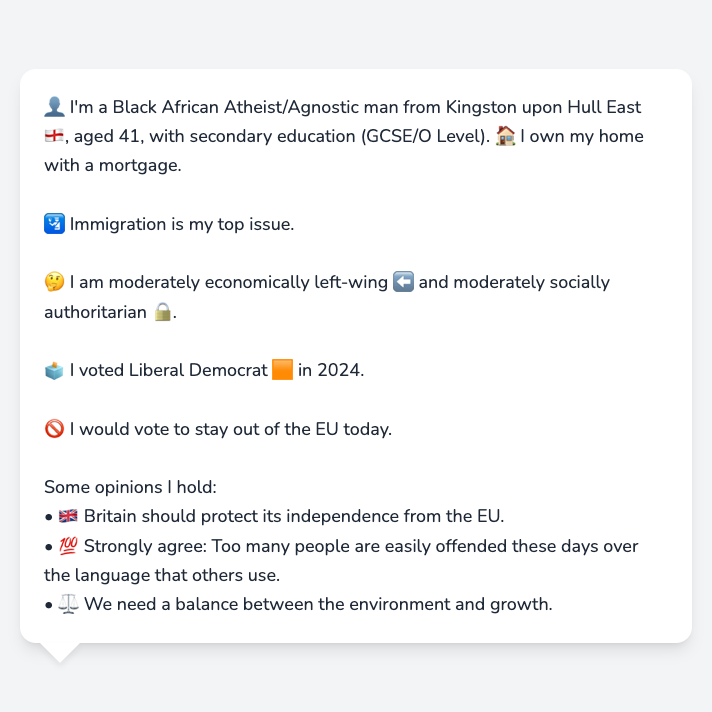 👤 I'm a Black African Atheist/Agnostic man from Kingston upon Hull East
🏴󠁧󠁢󠁥󠁮󠁧󠁿, aged 41, with secondary education (GCSE/O Level). 🏠 I own my home
with a mortgage.
🛂 Immigration is my top issue.
🤔 I am moderately economically left-wing ⬅️ and moderately socially
authoritarian 🔒.
🗳️ I voted Liberal Democrat 🟧 in 2024.
🚫 I would vote to stay out of the EU today.
Some opinions I hold:
• 🇬🇧 Britain should protect its independence from the EU.
• 💯 Strongly agree: Too many people are easily offended these days over
the language that others use.
• ⚖️ We need a balance between the environment and growth.